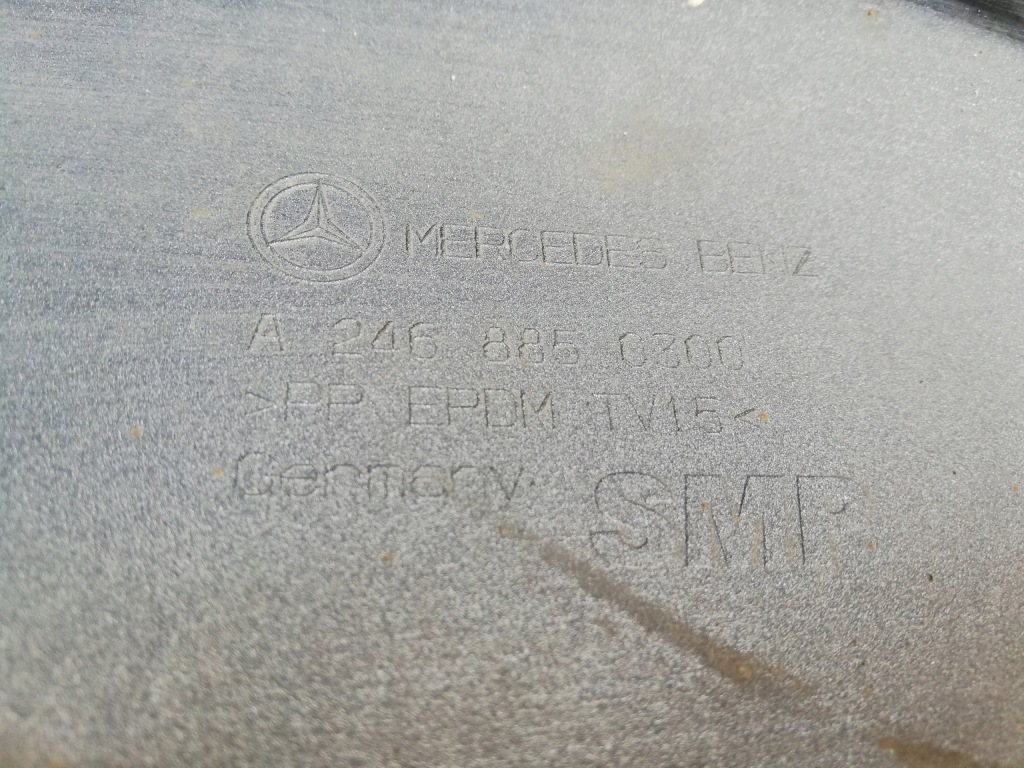 MERCEDES BENZ
A 246 885 0300
>PP EPDM TV15<
Germany
SMP